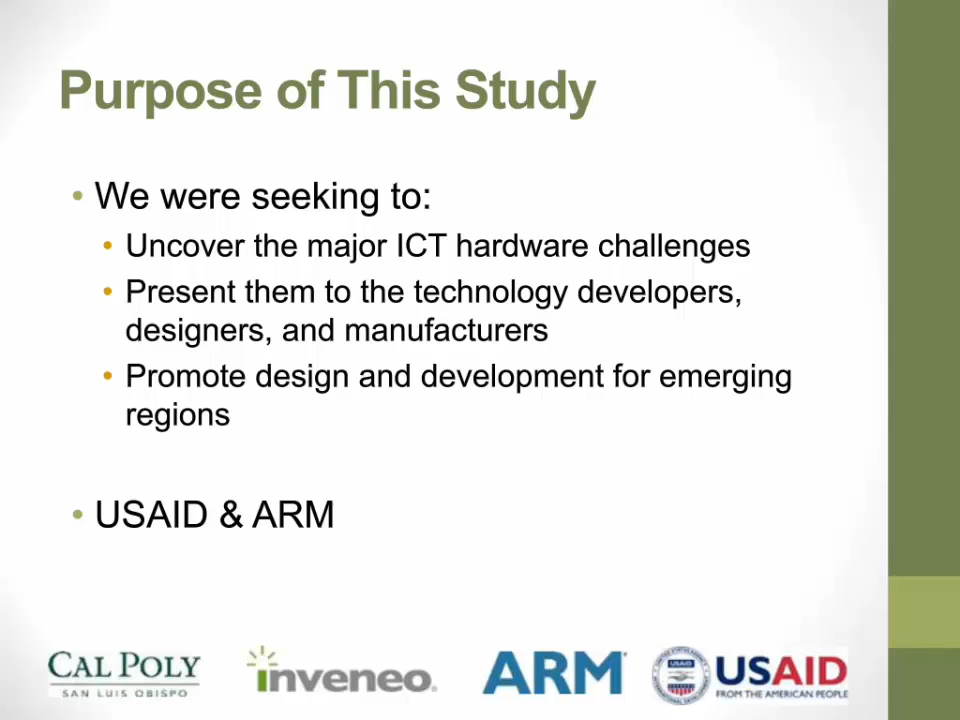 Purpose of This Study
• We were seeking to:
• Uncover the major ICT hardware challenges
• Present them to the technology developers,
designers, and manufacturers
• Promote design and development for emerging
regions
• USAID & ARM
CAL POLY
SAN LUIS OBISPO
inveneo
ARM
USAID
USAID
FROM THE AMERICAN PEOPLE